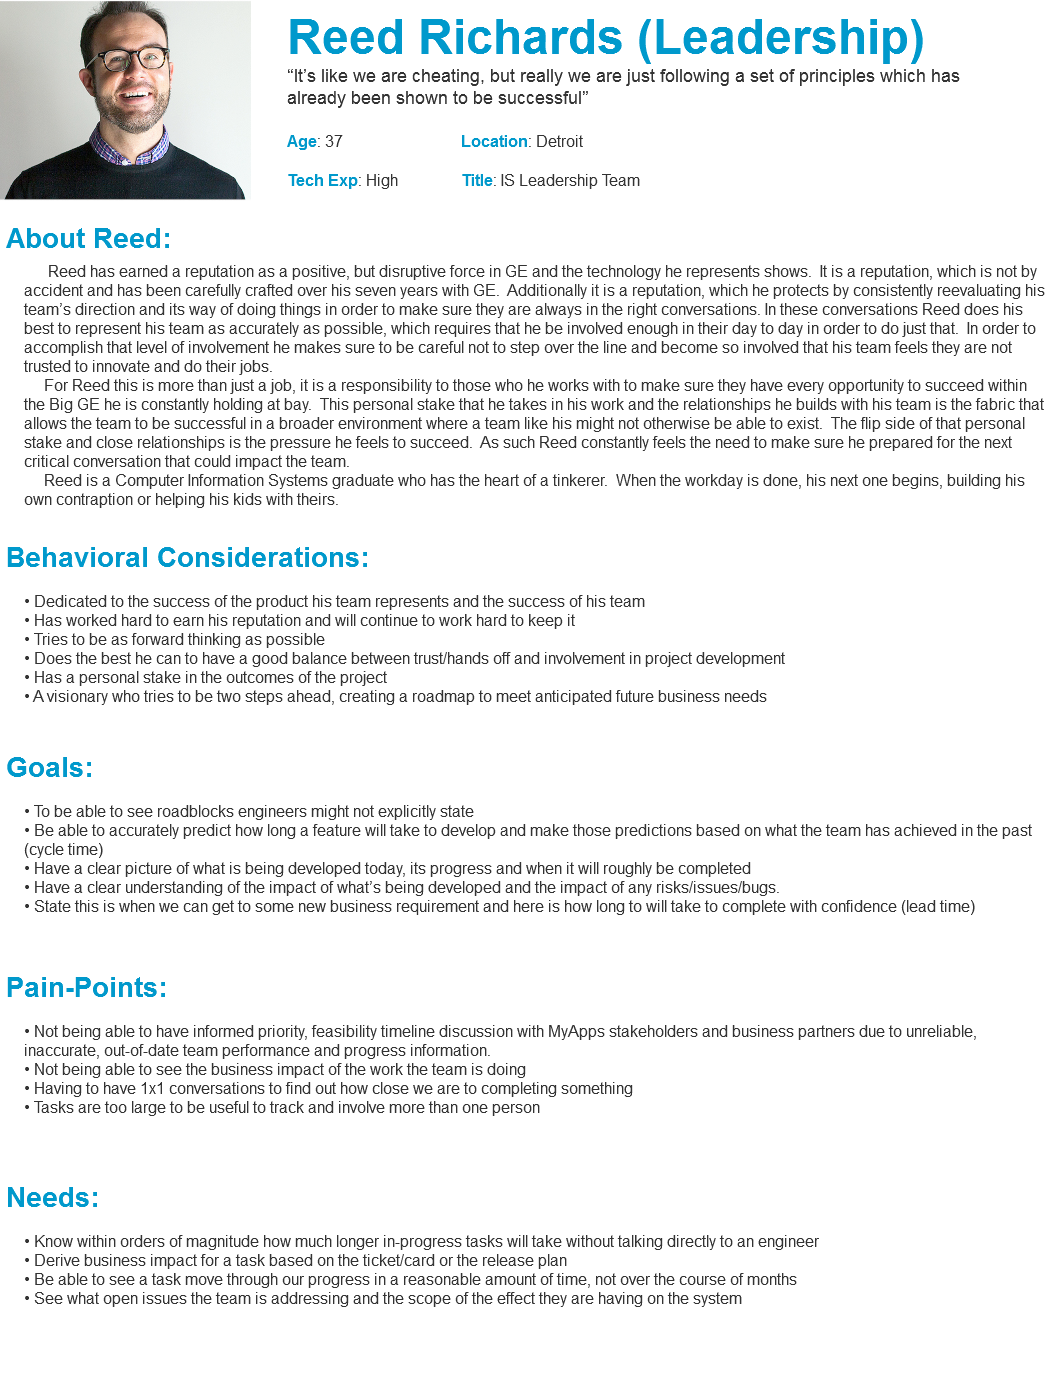 Reed Richards (Leadership)
“It’s like we are cheating, but really we are just following a set of principles which has
already been shown to be successful”
Age: 37 Location: Detroit
Tech Exp: High Title: IS Leadership Team
About Reed:
Reed has earned a reputation as a positive, but disruptive force in GE and the technology he represents shows. It is a reputation, which is not by
accident and has been carefully crafted over his seven years with GE. Additionally it is a reputation, which he protects by consistently reevaluating his
team’s direction and its way of doing things in order to make sure they are always in the right conversations. In these conversations Reed does his
best to represent his team as accurately as possible, which requires that he be involved enough in their day to day in order to do just that. In order to
accomplish that level of involvement he makes sure to be careful not to step over the line and become so involved that his team feels they are not
trusted to innovate and do their jobs.
For Reed this is more than just a job, it is a responsibility to those who he works with to make sure they have every opportunity to succeed within
the Big GE he is constantly holding at bay. This personal stake that he takes in his work and the relationships he builds with his team is the fabric that
allows the team to be successful in a broader environment where a team like his might not otherwise be able to exist. The flip side of that personal
stake and close relationships is the pressure he feels to succeed. As such Reed constantly feels the need to make sure he prepared for the next
critical conversation that could impact the team.
Reed is a Computer Information Systems graduate who has the heart of a tinkerer. When the workday is done, his next one begins, building his
own contraption or helping his kids with theirs.
Behavioral Considerations:
• Dedicated to the success of the product his team represents and the success of his team
• Has worked hard to earn his reputation and will continue to work hard to keep it
• Tries to be as forward thinking as possible
• Does the best he can to have a good balance between trust/hands off and involvement in project development
• Has a personal stake in the outcomes of the project
• A visionary who tries to be two steps ahead, creating a roadmap to meet anticipated future business needs
Goals:
• To be able to see roadblocks engineers might not explicitly state
• Be able to accurately predict how long a feature will take to develop and make those predictions based on what the team has achieved in the past
(cycle time)
• Have a clear picture of what is being developed today, its progress and when it will roughly be completed
• Have a clear understanding of the impact of what’s being developed and the impact of any risks/issues/bugs.
• State this is when we can get to some new business requirement and here is how long to will take to complete with confidence (lead time)
Pain-Points:
• Not being able to have informed priority, feasibility timeline discussion with MyApps stakeholders and business partners due to unreliable,
inaccurate, out-of-date team performance and progress information.
• Not being able to see the business impact of the work the team is doing
• Having to have 1x1 conversations to find out how close we are to completing something
• Tasks are too large to be useful to track and involve more than one person
Needs:
• Know within orders of magnitude how much longer in-progress tasks will take without talking directly to an engineer
• Derive business impact for a task based on the ticket/card or the release plan
• Be able to see a task move through our progress in a reasonable amount of time, not over the course of months
• See what open issues the team is addressing and the scope of the effect they are having on the system